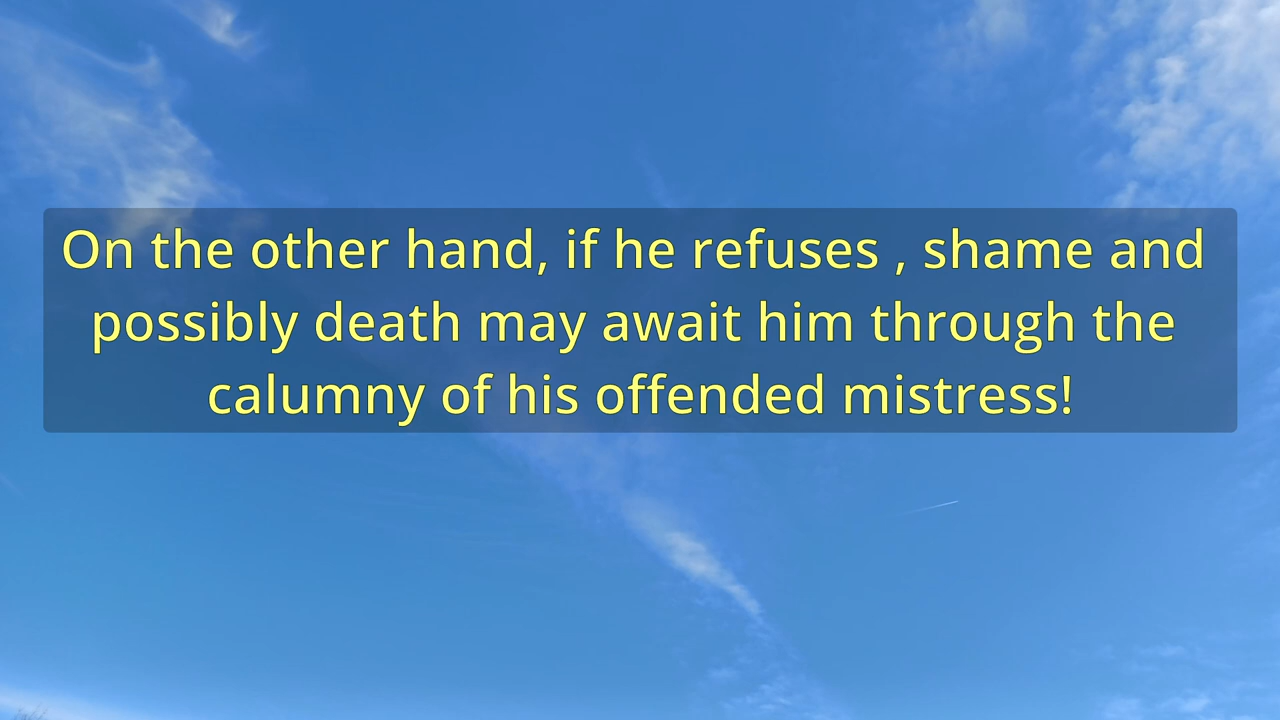 On the other hand, if he refuses , shame and
possibly death may await him through the
calumny of his offended mistress!